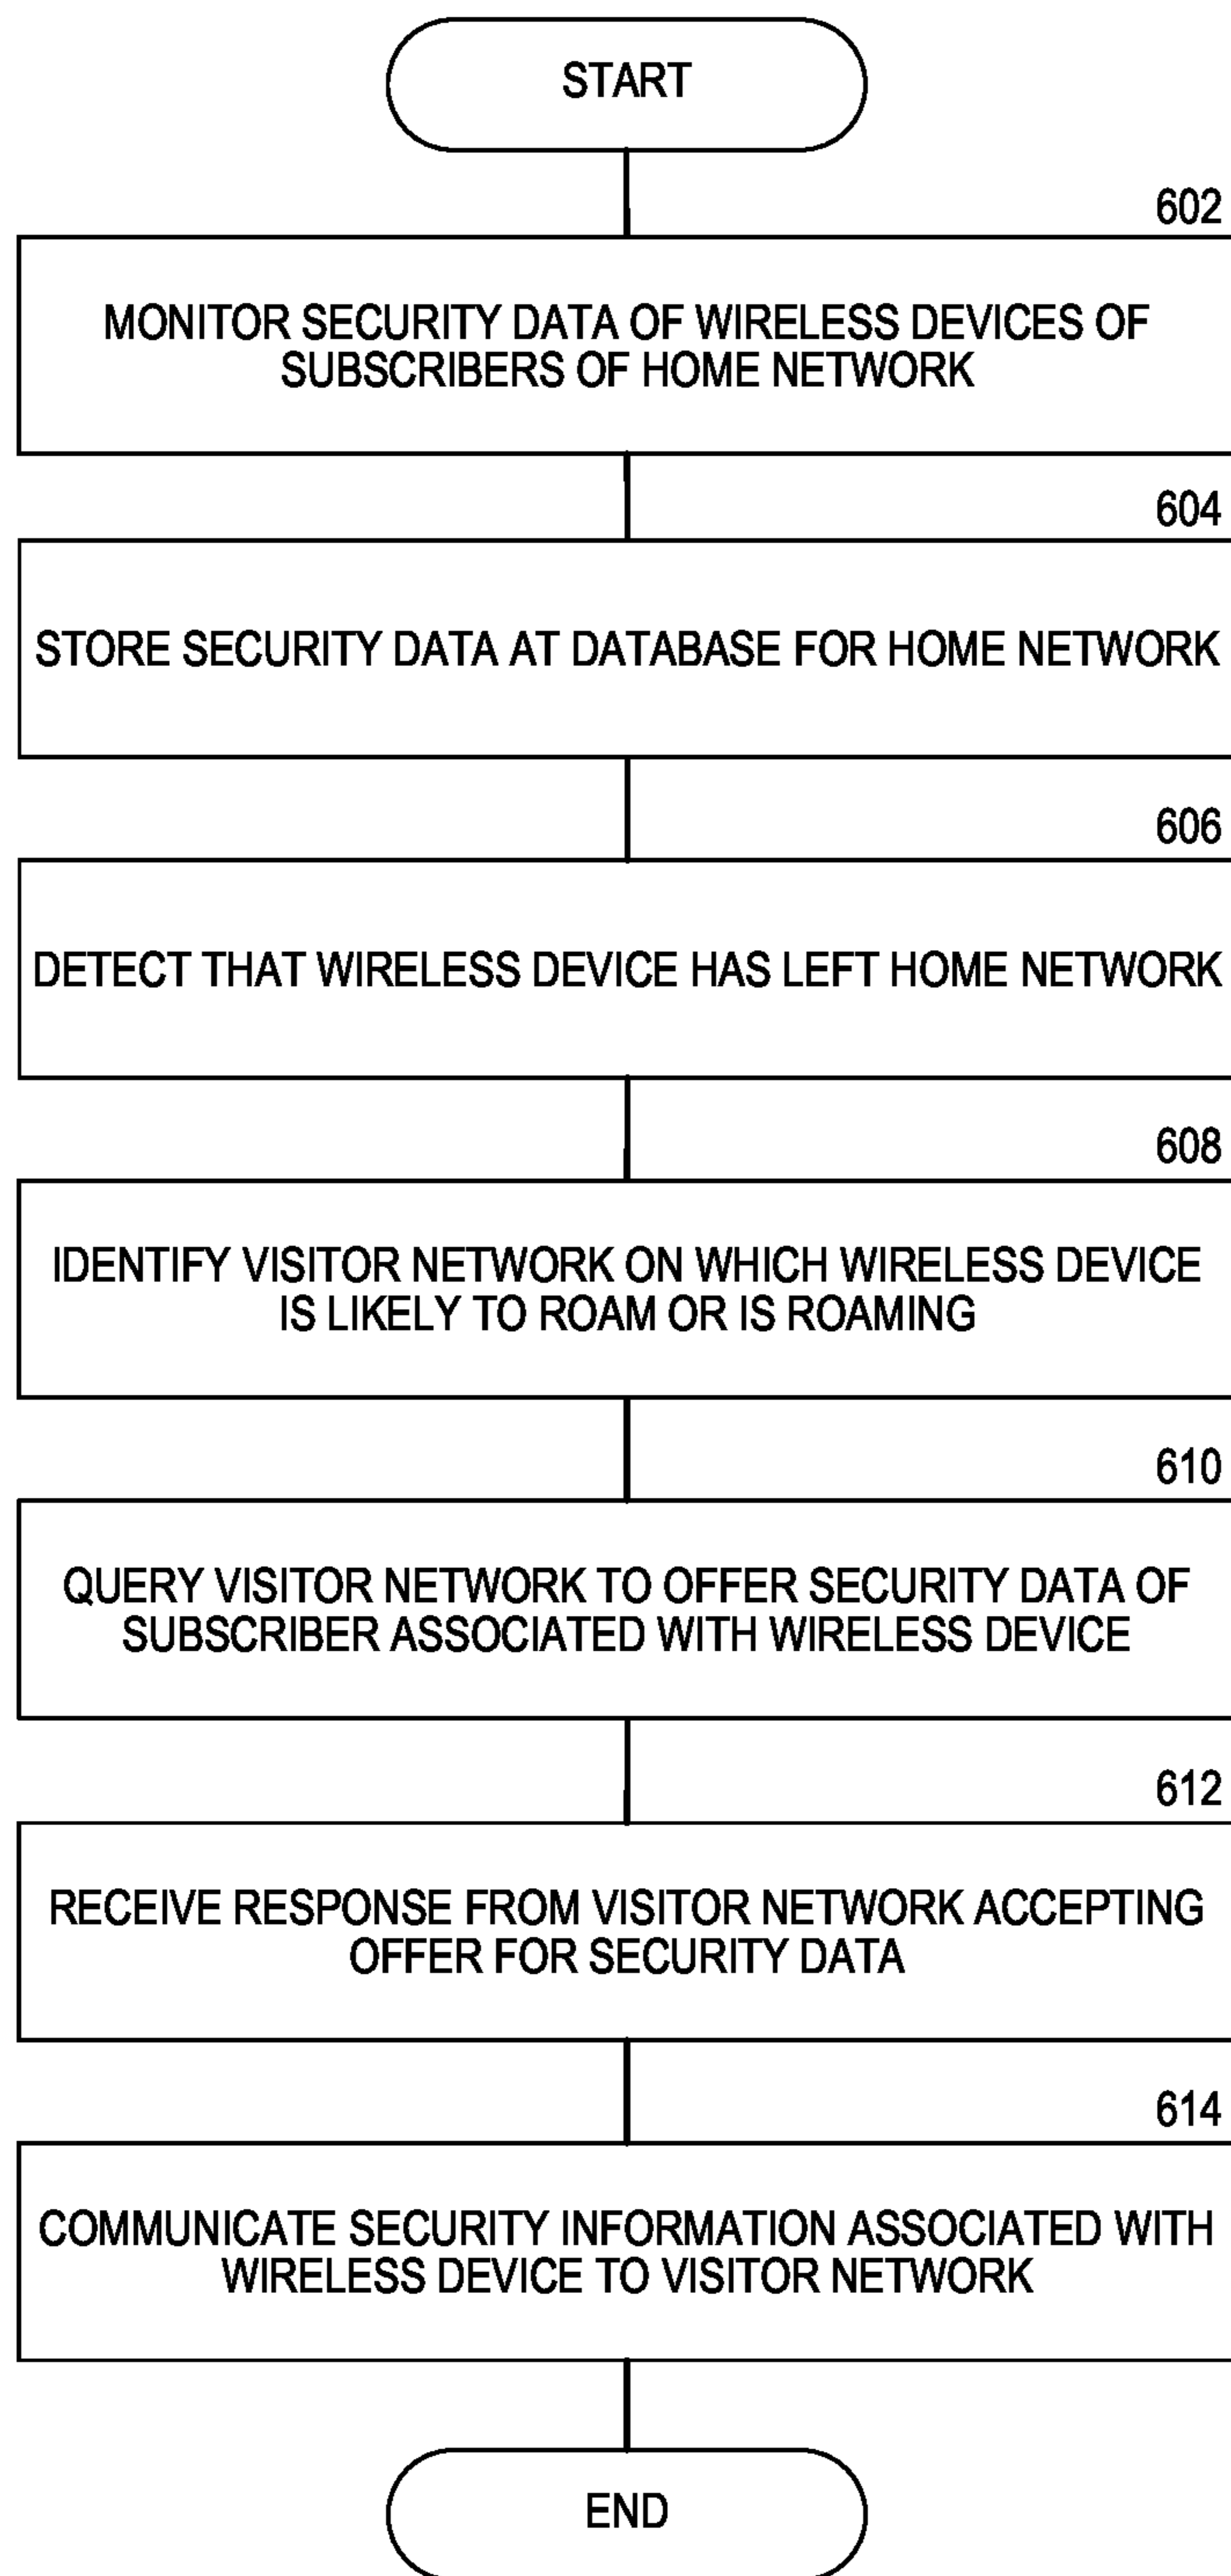 START
602
MONITOR SECURITY DATA OF WIRELESS DEVICES OF
SUBSCRIBERS OF HOME NETWORK
604
STORE SECURITY DATA AT DATABASE FOR HOME NETWORK
606
DETECT THAT WIRELESS DEVICE HAS LEFT HOME NETWORK
608
IDENTIFY VISITOR NETWORK ON WHICH WIRELESS DEVICE
IS LIKELY TO ROAM OR IS ROAMING
610
QUERY VISITOR NETWORK TO OFFER SECURITY DATA OF
SUBSCRIBER ASSOCIATED WITH WIRELESS DEVICE
612
RECEIVE RESPONSE FROM VISITOR NETWORK ACCEPTING
OFFER FOR SECURITY DATA
614
COMMUNICATE SECURITY INFORMATION ASSOCIATED WITH
WIRELESS DEVICE TO VISITOR NETWORK
END